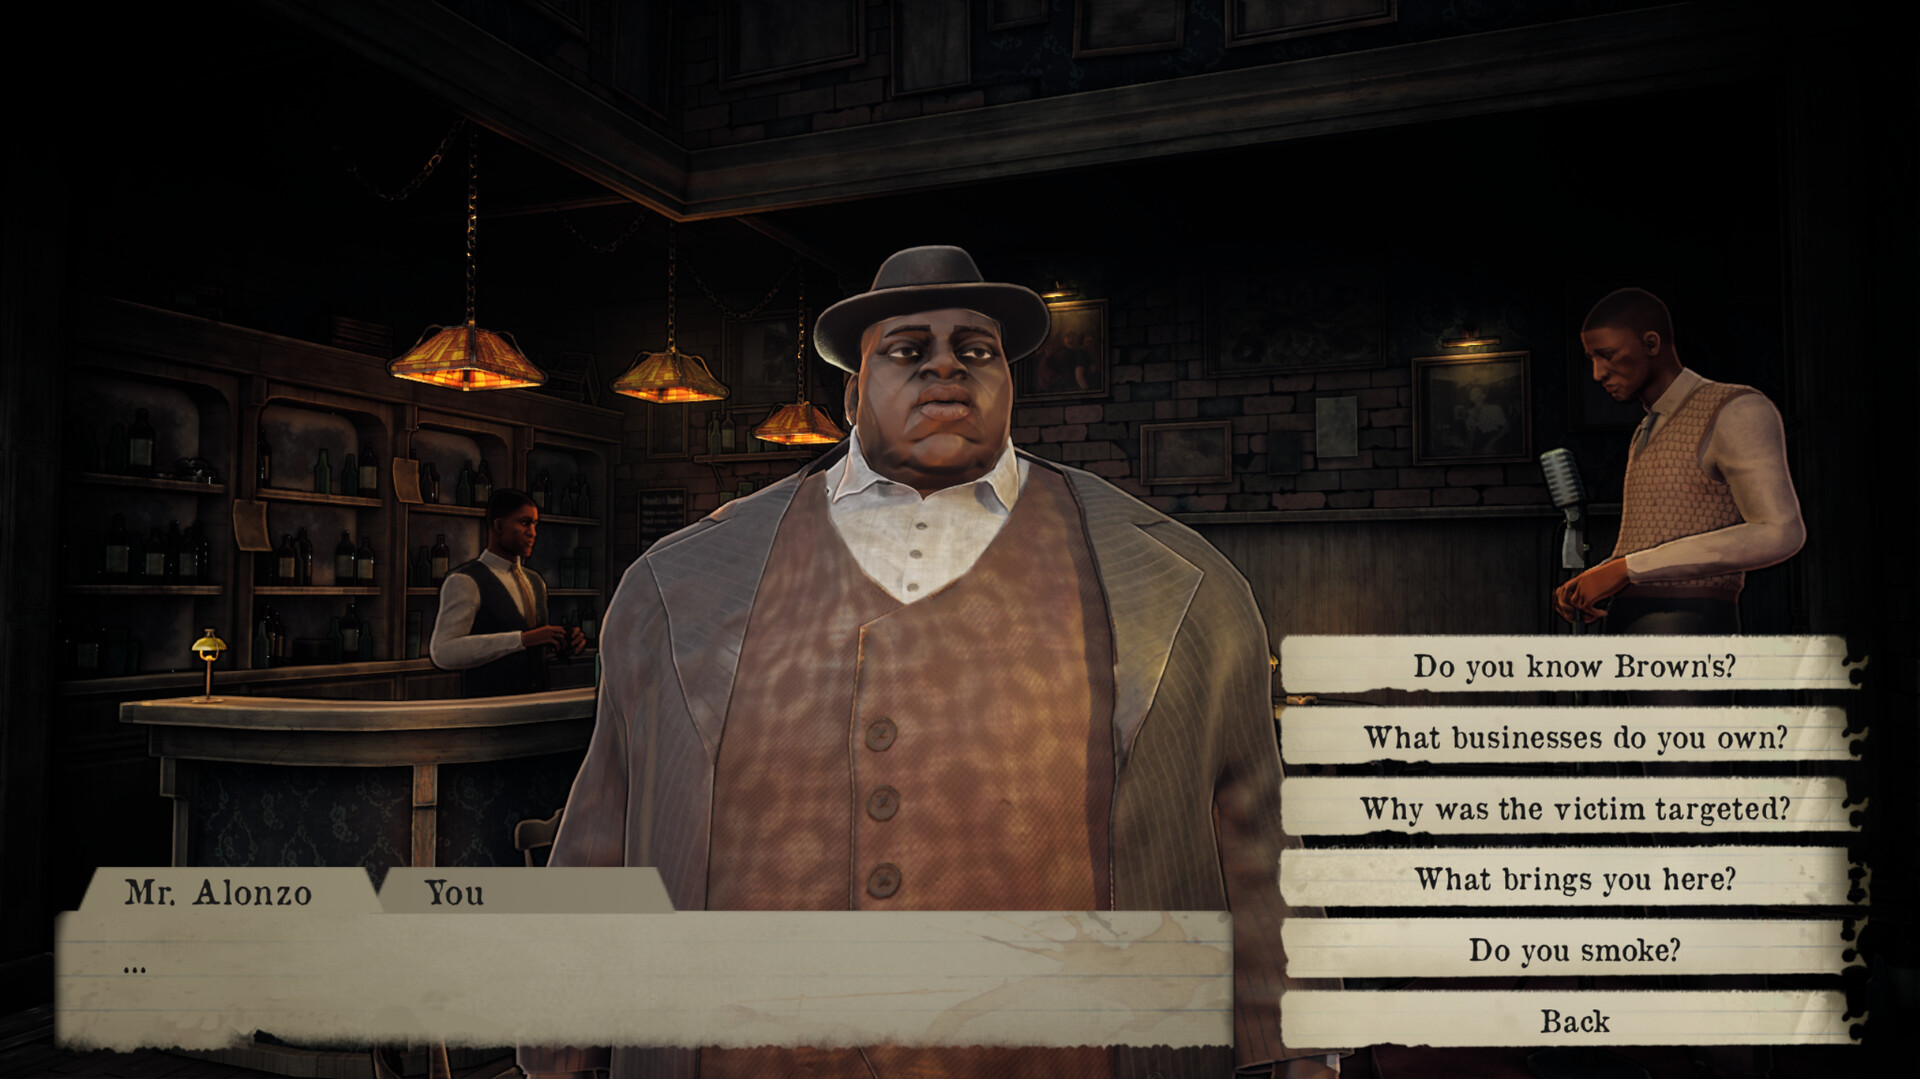 Do you know Brown's?
What businesses do you own?
Why was the victim targeted?
What brings you here?
Do you smoke?
Back
Mr. Alonzo
You
...